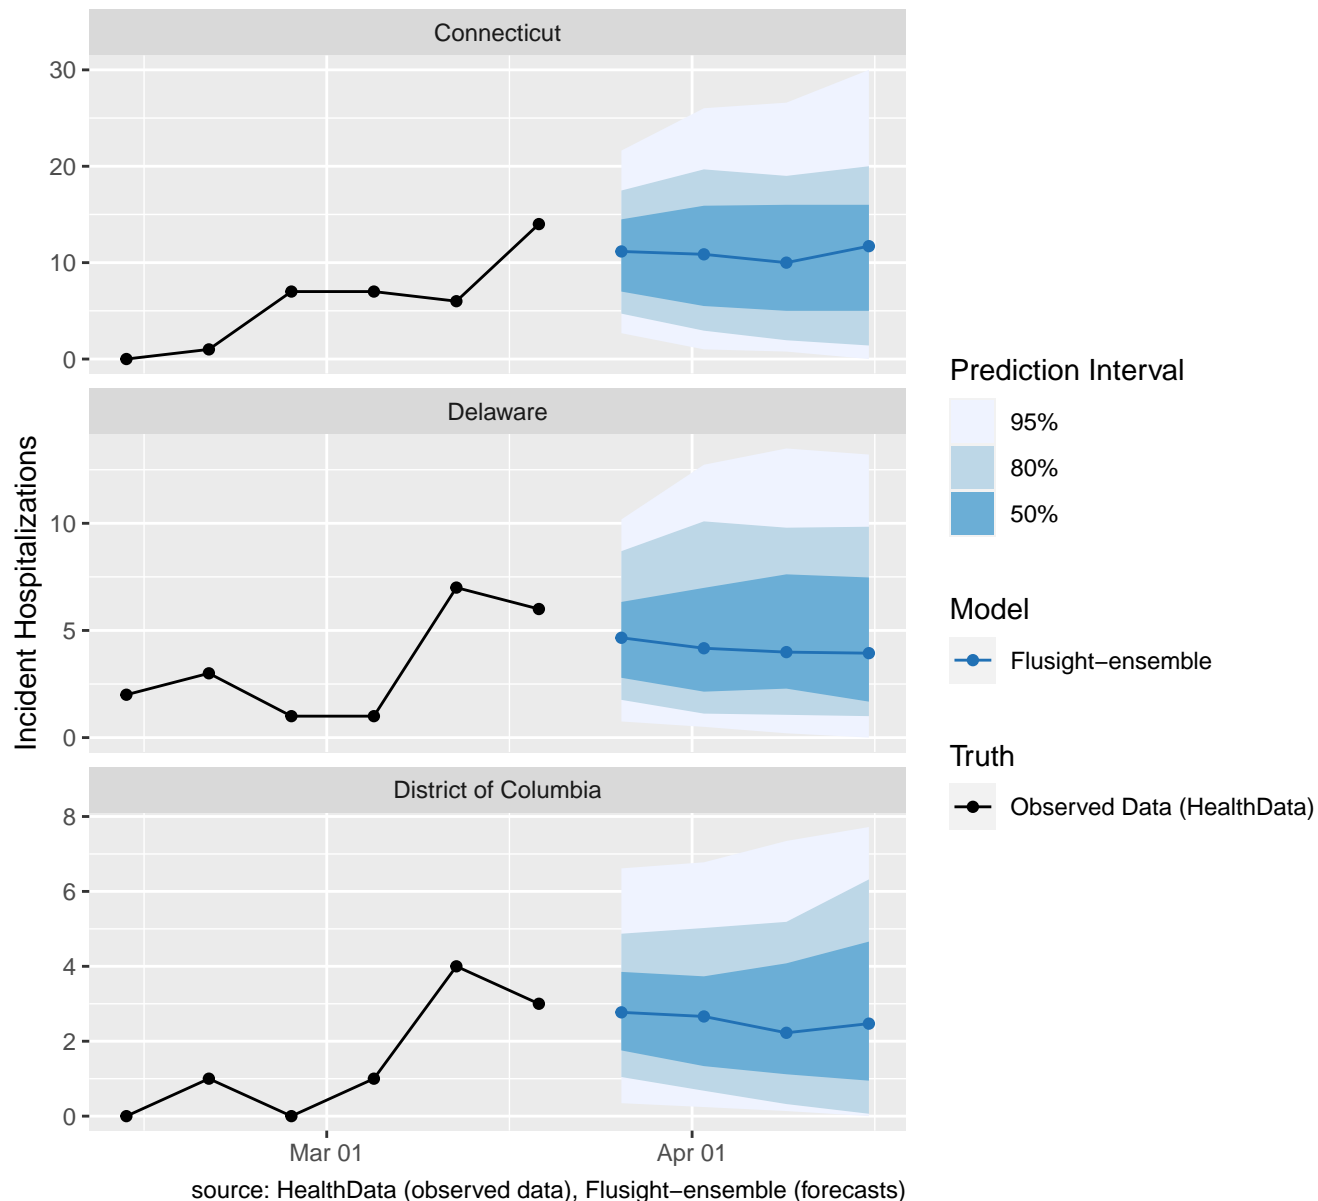 Connecticut
30
20
10
0
Delaware
10
5
0
District of Columbia
8
6
4
2
0
Mar 01
Apr 01
Incident Hospitalizations
source: HealthData (observed data), Flusight−ensemble (forecasts)
Prediction Interval
95%
80%
50%
Model
Flusight−ensemble
Truth
Observed Data (HealthData)